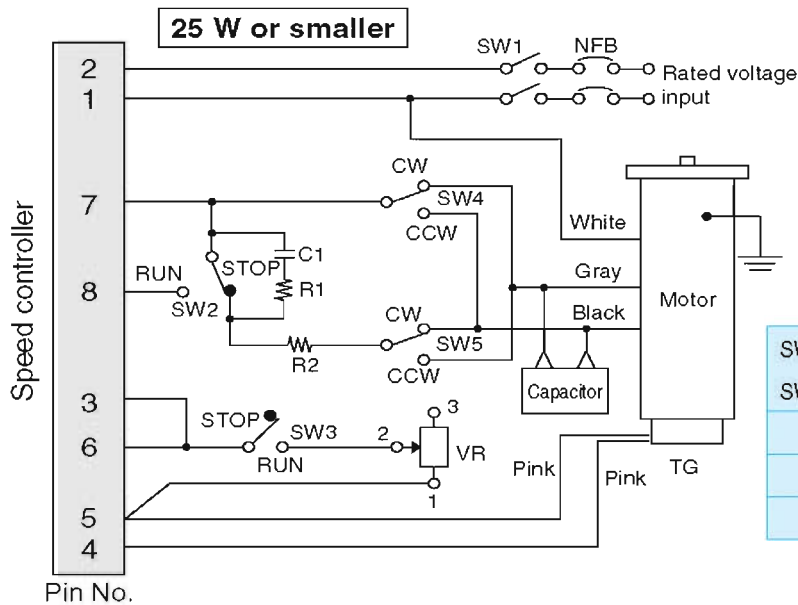 25 W or smaller
SW1
NFB
2
Rated voltage
1
input
CW
7
SW4
White
CCW
STOP
C1
Gray
RUN
R1
8
SW2
CW
Black
Motor
SW5
R2
CCW
Capacitor
SW
SW
Speed controller
3
STOP
3
SW3
2
6
RUN
VR
Pink
Pink
TG
1
5
4
Pin No.